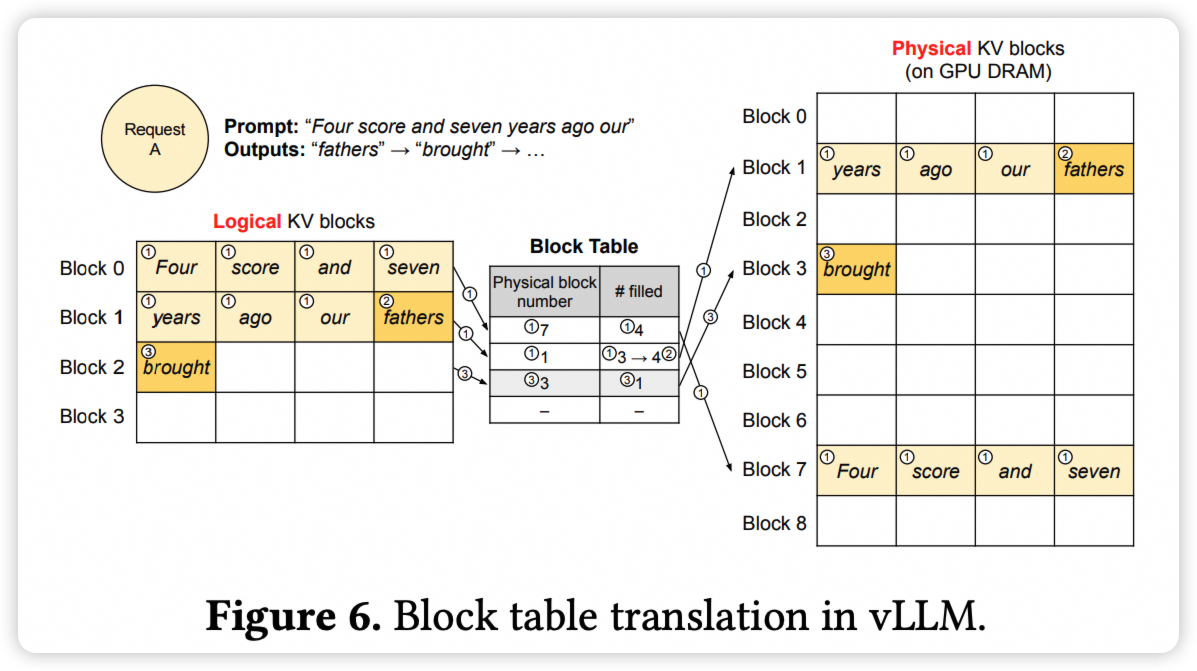 Physical KV blocks
(on GPU DRAM)
Request
A
Prompt: “Four score and seven years ago our”
Outputs: “fathers” → “brought” → …
Logical KV blocks
Block 0 ① Four ① score ① and ① seven
Block 1 ① years ① ago ① our ② fathers
Block 2 ③ brought
Block 3
① ① ③
Block Table
Physical block number # filled
①7 ①4
①1 ①3 → 4②
③3 ③1
– –
① ③ ①
Block 0
Block 1 ① years ① ago ① our ② fathers
Block 2
Block 3 ③ brought
Block 4
Block 5
Block 6
Block 7 ① Four ① score ① and ① seven
Block 8
Figure 6. Block table translation in vLLM.